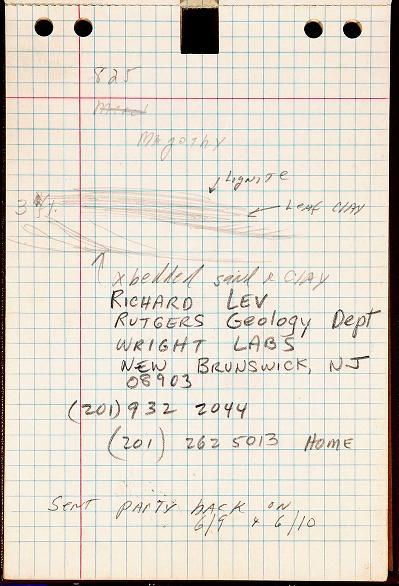 825
Magothy
Lignite
Leaf Clay
3 ft.
xbedded sand & Clay
RICHARD LEV
RUTGERS Geology Dept
WRIGHT LABS
NEW BRUNSWICK, NJ
08903
(201) 932 2044
(201) 262 5013 HOME
Sent party back on
6/9 & 6/10